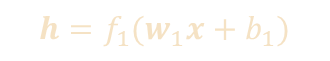 h = f₁(w₁x + b₁)